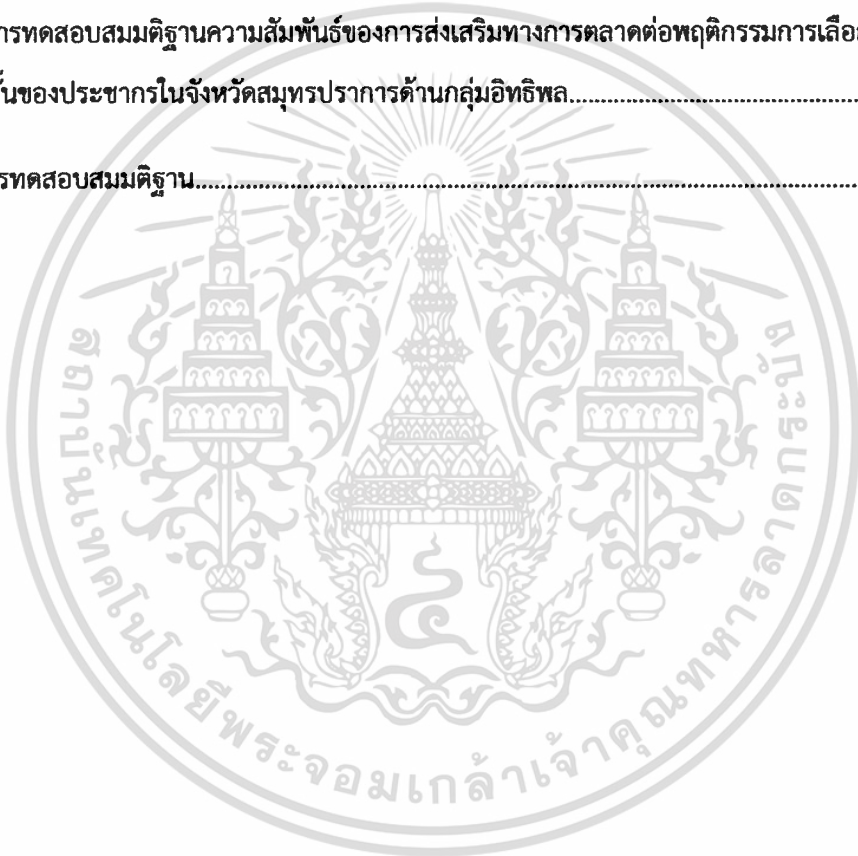 ารทดสอบสมมติฐานความสัมพันธ์ของการส่งเสริมทางการตลาดต่อพฤติกรรมการเลือ
ั้นของประชากรในจังหวัดสมุทรปราการด้านกลุ่มอิทธิพล
รทดสอบสมมติฐาน
สถาบันเทคโนโลยีพระจอมเกล้าเจ้าคุณทหารลาดกระบัง